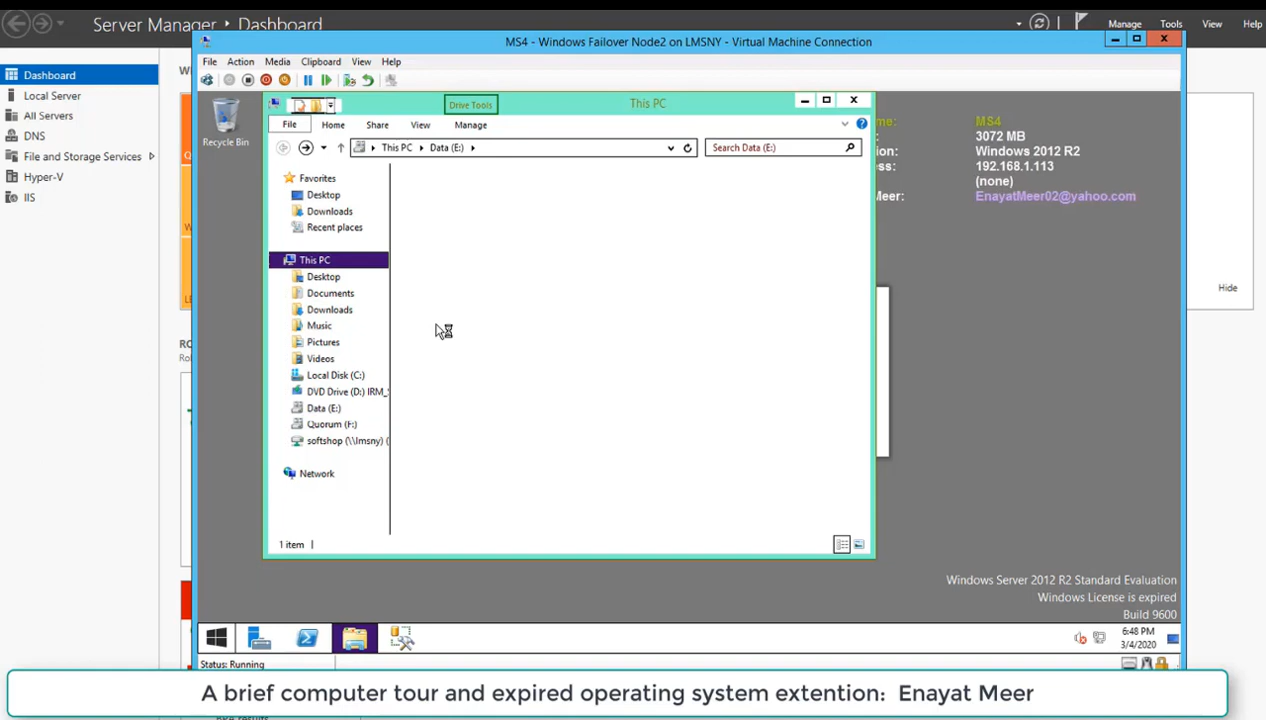 Server Manager ‣ Dashboard
Manage Tools View Help
Dashboard
Local Server
All Servers
DNS
File and Storage Services
Hyper-V
IIS
Hide
MS4 - Windows Failover Node2 on LMSNY - Virtual Machine Connection
File Action Media Clipboard View Help
Recycle Bin
Drive Tools
This PC
File Home Share View Manage
This PC Data (E:)
Search Data (E:)
Favorites
Desktop
Downloads
Recent places
This PC
Desktop
Documents
Downloads
Music
Pictures
Videos
Local Disk (C:)
DVD Drive (D:) IRM_
Data (E:)
Quorum (F:)
softshop (\\lmsny) (
Network
1 item
me: MS4
3072 MB
ion: Windows 2012 R2
ess: 192.168.1.113
(none)
Meer: EnayatMeer02@yahoo.com
Windows Server 2012 R2 Standard Evaluation
Windows License is expired
Build 9600
6:48 PM
3/4/2020
Status: Running
A brief computer tour and expired operating system extention: Enayat Meer